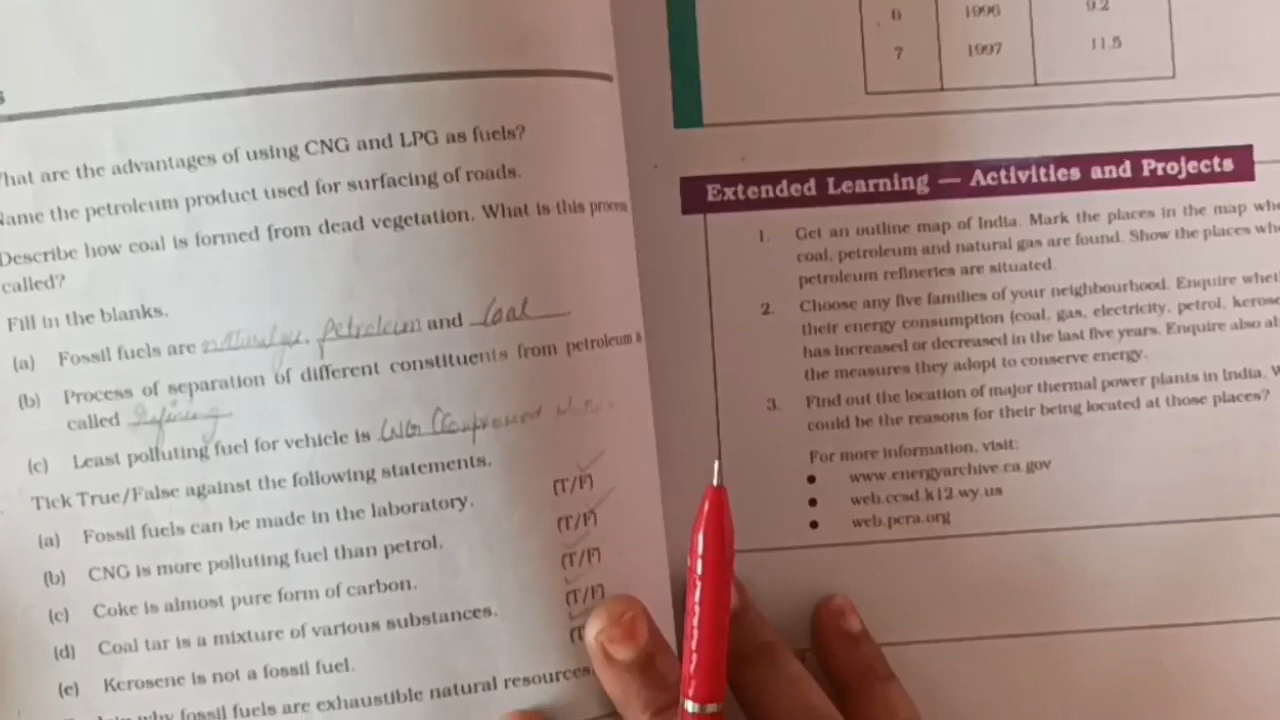 s
What are the advantages of using CNG and LPG as fuels?
Name the petroleum product used for surfacing of roads.
Describe how coal is formed from dead vegetation. What is this process
called?
Fill in the blanks.
(a) Fossil fuels are petroleum and Coal.
(b) Process of separation of different constituents from petroleum is
called Refining
(c) Least polluting fuel for vehicle is CNG (Compressed
Tick True/False against the following statements.
(a) Fossil fuels can be made in the laboratory. (T/F)
(b) CNG is more polluting fuel than petrol. (T/F)
(c) Coke is almost pure form of carbon. (T/F)
(d) Coal tar is a mixture of various substances. (T/F)
(e) Kerosene is not a fossil fuel. (T
why fossil fuels are exhaustible natural resources.
6 1996 9.2
7 1997 11.5
Extended Learning — Activities and Projects
1. Get an outline map of India. Mark the places in the map whe
coal, petroleum and natural gas are found. Show the places whe
petroleum refineries are situated.
2. Choose any five families of your neighbourhood. Enquire whet
their energy consumption (coal, gas, electricity, petrol, kerose
has increased or decreased in the last five years. Enquire also ab
the measures they adopt to conserve energy.
3. Find out the location of major thermal power plants in India. W
could be the reasons for their being located at those places?
For more information, visit:
• www.energyarchive.ca.gov
• web.ccsd.k12.wy.us
• web.pcra.org